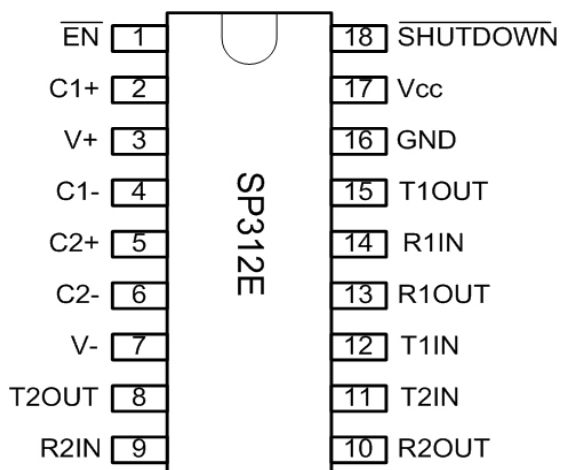 EN 1 18 SHUTDOWN
C1+ 2 17 Vcc
V+ 3 16 GND
C1- 4 15 T1OUT
SP312E
C2+ 5 14 R1IN
C2- 6 13 R1OUT
V- 7 12 T1IN
T2OUT 8 11 T2IN
R2IN 9 10 R2OUT